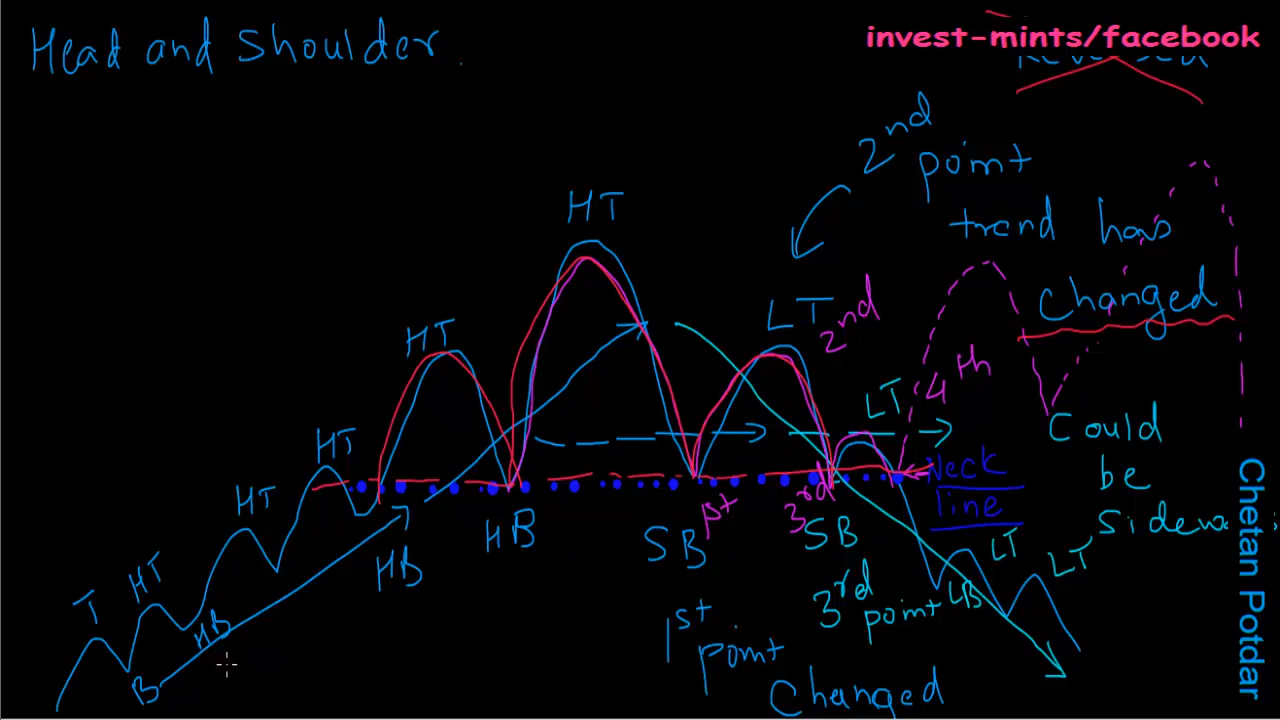 Head and Shoulder
invest-mints/facebook
2nd
point
trend has
changed
HT
LT
2nd
HT
4th
LT
Could
be
Sidew
HT
Neck
line
HT
HB
SB
1st
3rd
SB
HB
LT
LT
T
HT
HB
3rd
point
LB
1st
point
Changed
B
Chetan Potdar